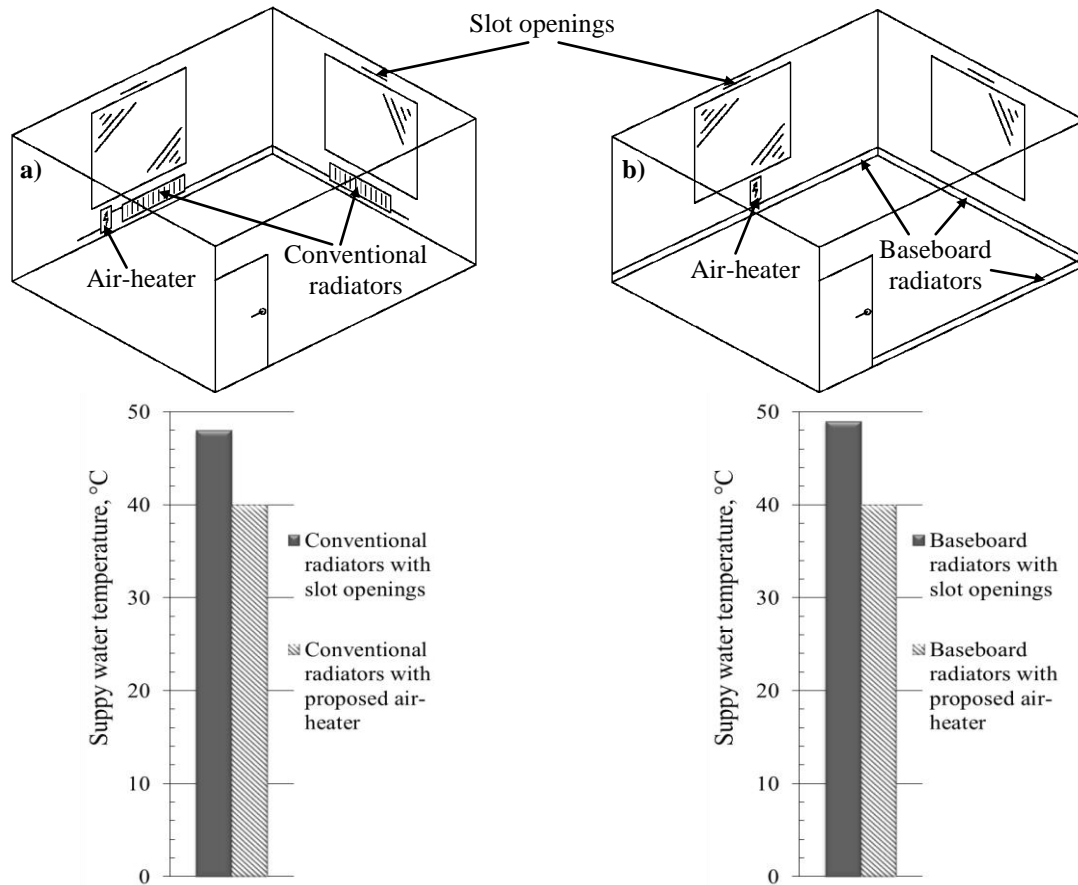 Slot openings
a)
Air-heater
Conventional
radiators
b)
Air-heater
Baseboard
radiators
Suppy water temperature, °C
50
40
30
20
10
0
Conventional
radiators with
slot openings
Conventional
radiators with
proposed air-
heater
Suppy water temperature, °C
50
40
30
20
10
0
Baseboard
radiators with
slot openings
Baseboard
radiators with
proposed air-
heater